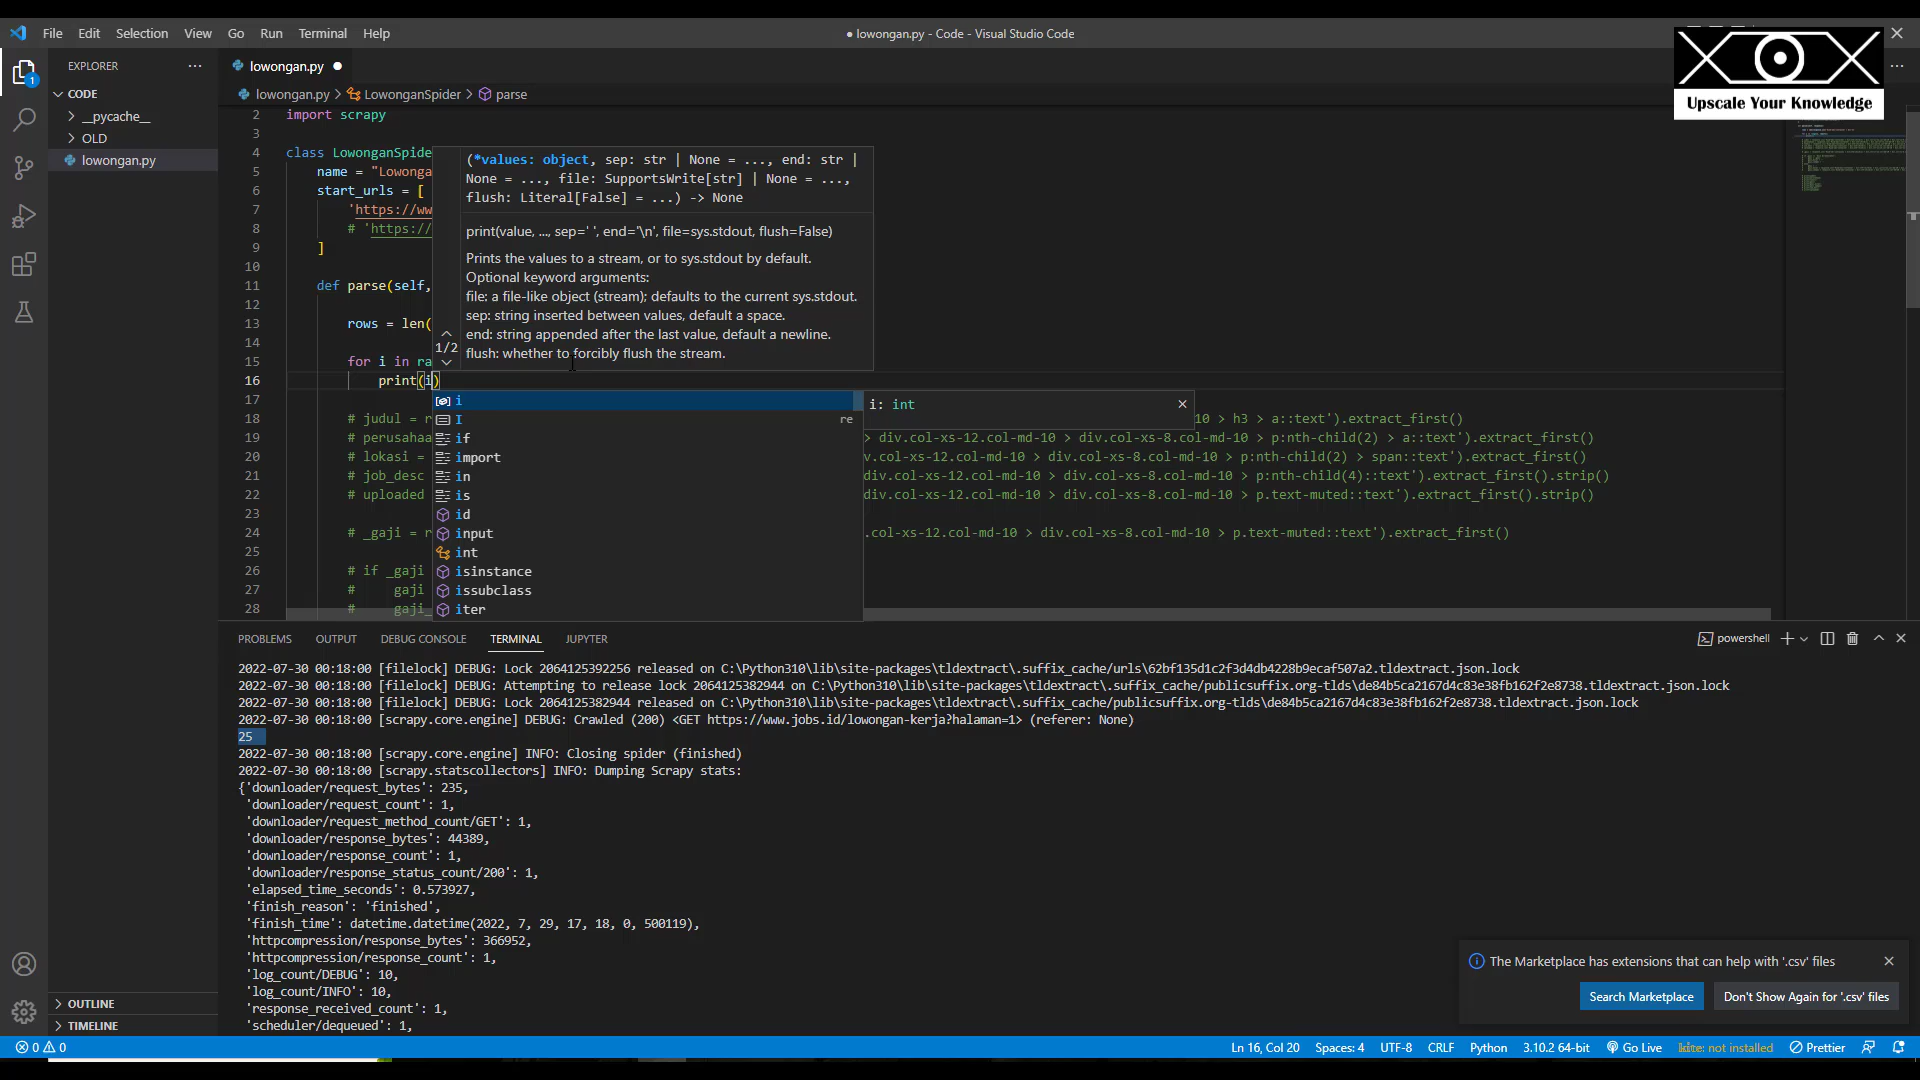 File Edit Selection View Go Run Terminal Help
● lowongan.py - Code - Visual Studio Code
Upscale Your Knowledge
EXPLORER
CODE
__pycache__
OLD
lowongan.py
OUTLINE
TIMELINE
lowongan.py
lowongan.py > LowonganSpider > parse
2 import scrapy
3
4 class LowonganSpide
5 name = "Lowonga
6 start_urls = [
7 'https://ww
8 # 'https://
9 ]
10
11 def parse(self,
12
13 rows = len(
14
15 for i in ra
16 print(i)
17
18 # judul = r 10 > h3 > a::text').extract_first()
19 # perusahaa > div.col-xs-12.col-md-10 > div.col-xs-8.col-md-10 > p:nth-child(2) > a::text').extract_first()
20 # lokasi = v.col-xs-12.col-md-10 > div.col-xs-8.col-md-10 > p:nth-child(2) > span::text').extract_first()
21 # job_desc div.col-xs-12.col-md-10 > div.col-xs-8.col-md-10 > p:nth-child(4)::text').extract_first().strip()
22 # uploaded div.col-xs-12.col-md-10 > div.col-xs-8.col-md-10 > p.text-muted::text').extract_first().strip()
23
24 # _gaji = r .col-xs-12.col-md-10 > div.col-xs-8.col-md-10 > p.text-muted::text').extract_first()
25
26 # if _gaji
27 # gaji
28 # gaji_
(*values: object, sep: str | None = ..., end: str |
None = ..., file: SupportsWrite[str] | None = ...,
flush: Literal[False] = ...) -> None
print(value, ..., sep=' ', end='\n', file=sys.stdout, flush=False)
Prints the values to a stream, or to sys.stdout by default.
Optional keyword arguments:
file: a file-like object (stream); defaults to the current sys.stdout.
sep: string inserted between values, default a space.
end: string appended after the last value, default a newline.
flush: whether to forcibly flush the stream.
1/2
i
I re
if
import
in
is
id
input
int
isinstance
issubclass
iter
i: int
PROBLEMS OUTPUT DEBUG CONSOLE TERMINAL JUPYTER
powershell
2022-07-30 00:18:00 [filelock] DEBUG: Lock 2064125392256 released on C:\Python310\lib\site-packages\tldextract\.suffix_cache/urls\62bf135d1c2f3d4db4228b9ecaf507a2.tldextract.json.lock
2022-07-30 00:18:00 [filelock] DEBUG: Attempting to release lock 2064125382944 on C:\Python310\lib\site-packages\tldextract\.suffix_cache/publicsuffix.org-tlds\de84b5ca2167d4c83e38fb162f2e8738.tldextract.json.lock
2022-07-30 00:18:00 [filelock] DEBUG: Lock 2064125382944 released on C:\Python310\lib\site-packages\tldextract\.suffix_cache/publicsuffix.org-tlds\de84b5ca2167d4c83e38fb162f2e8738.tldextract.json.lock
2022-07-30 00:18:00 [scrapy.core.engine] DEBUG: Crawled (200) <GET https://www.jobs.id/lowongan-kerja?halaman=1> (referer: None)
25
2022-07-30 00:18:00 [scrapy.core.engine] INFO: Closing spider (finished)
2022-07-30 00:18:00 [scrapy.statscollectors] INFO: Dumping Scrapy stats:
{'downloader/request_bytes': 235,
'downloader/request_count': 1,
'downloader/request_method_count/GET': 1,
'downloader/response_bytes': 44389,
'downloader/response_count': 1,
'downloader/response_status_count/200': 1,
'elapsed_time_seconds': 0.573927,
'finish_reason': 'finished',
'finish_time': datetime.datetime(2022, 7, 29, 17, 18, 0, 500119),
'httpcompression/response_bytes': 366952,
'httpcompression/response_count': 1,
'log_count/DEBUG': 10,
'log_count/INFO': 10,
'response_received_count': 1,
'scheduler/dequeued': 1,
The Marketplace has extensions that can help with '.csv' files
Search Marketplace Don't Show Again for '.csv' files
0 0 Ln 16, Col 20 Spaces: 4 UTF-8 CRLF Python 3.10.2 64-bit Go Live kite: not installed Prettier